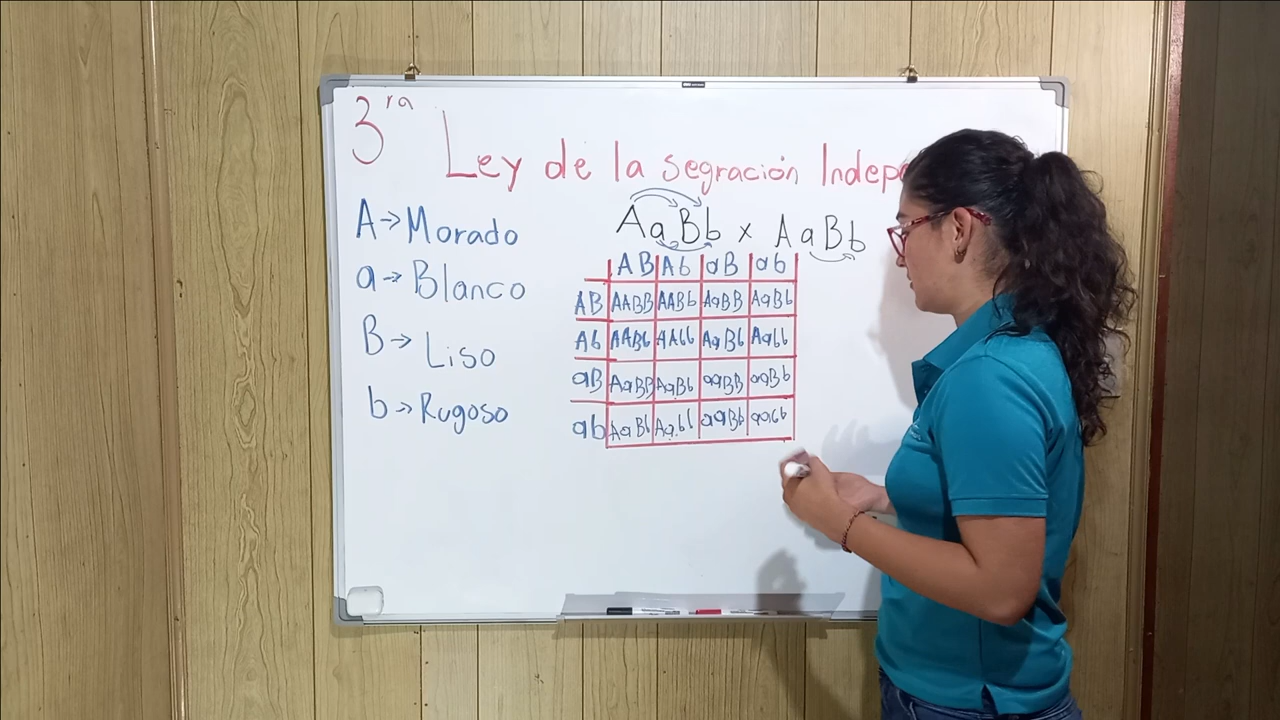 3ra
Ley de la segración Indep
A→Morado
a→Blanco
B→Liso
b→Rugoso
AaBb x AaBb
AB Ab aB ab
AB AABB AABb AaBB AaBb
Ab AABb AAbb AaBb Aabb
aB AaBB AaBb aaBB aaBb
ab AaBb Aabb aaBb aabb